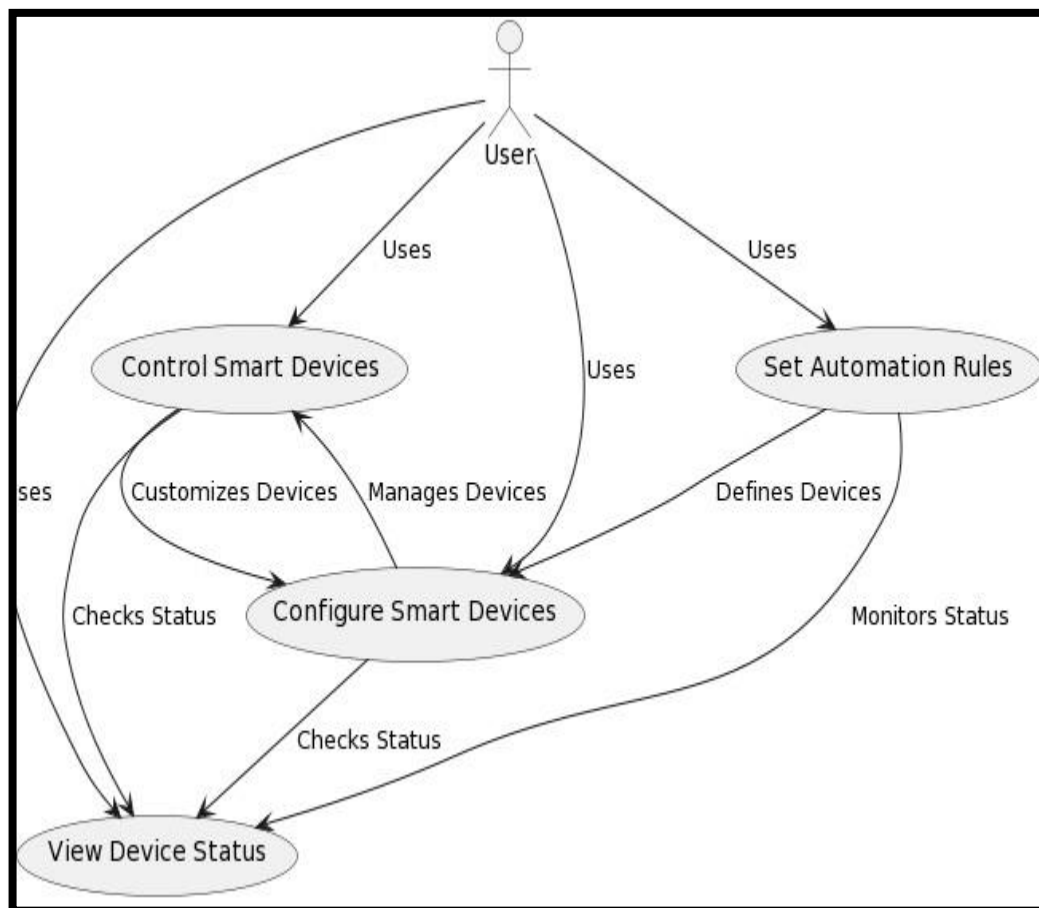 User
Uses
Uses
Control Smart Devices
Uses
Set Automation Rules
ses
Customizes Devices
Manages Devices
Defines Devices
Checks Status
Configure Smart Devices
Monitors Status
Checks Status
View Device Status